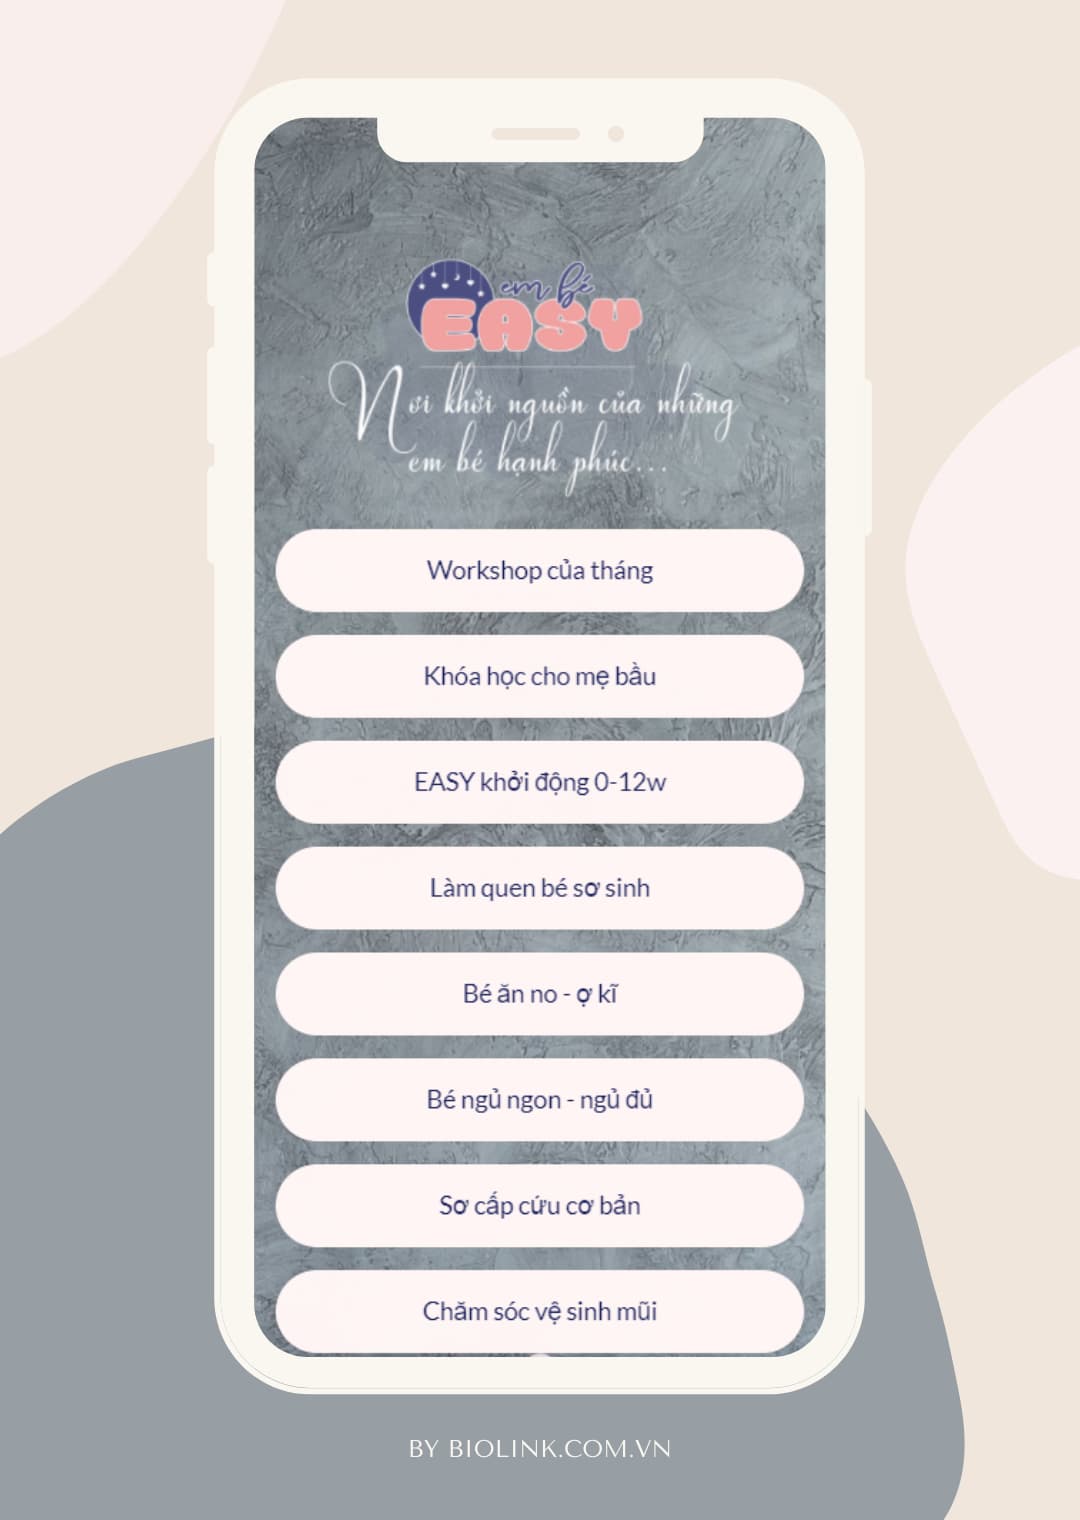 em bé
EASY
Nơi khởi nguồn của những
em bé hạnh phúc...
Workshop của tháng
Khóa học cho mẹ bầu
EASY khởi động 0-12w
Làm quen bé sơ sinh
Bé ăn no - ợ kĩ
Bé ngủ ngon - ngủ đủ
Sơ cấp cứu cơ bản
Chăm sóc vệ sinh mũi
BY BIOLINK.COM.VN